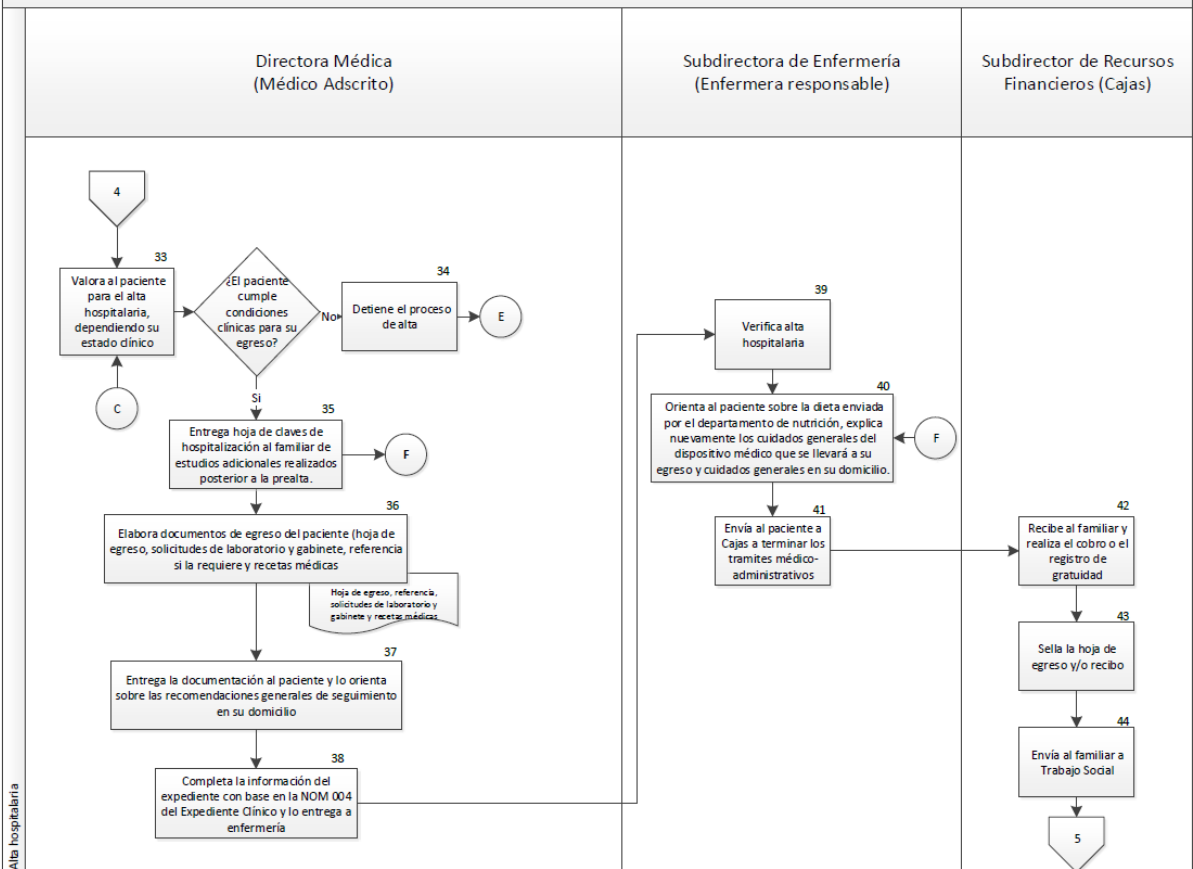 Directora Médica
(Médico Adscrito)
Subdirectora de Enfermería
(Enfermera responsable)
Subdirector de Recursos
Financieros (Cajas)
Alta hospitalaria
4
33
Valora al paciente
para el alta
hospitalaria,
dependiendo su
estado clínico
C
¿El paciente
cumple
condiciones
clínicas para su
egreso?
No
34
Detiene el proceso
de alta
E
Si
35
Entrega hoja de claves de
hospitalización al familiar de
estudios adicionales realizados
posterior a la prealta.
F
36
Elabora documentos de egreso del paciente (hoja de
egreso, solicitudes de laboratorio y gabinete, referencia
si la requiere y recetas médicas
Hoja de egreso, referencia,
solicitudes de laboratorio y
gabinete y recetas médicas
37
Entrega la documentación al paciente y lo orienta
sobre las recomendaciones generales de seguimiento
en su domicilio
38
Completa la información del
expediente con base en la NOM 004
del Expediente Clínico y lo entrega a
enfermería
39
Verifica alta
hospitalaria
40
Orienta al paciente sobre la dieta enviada
por el departamento de nutrición, explica
nuevamente los cuidados generales del
dispositivo médico que se llevará a su
egreso y cuidados generales en su domicilio.
F
41
Envía al paciente a
Cajas a terminar los
tramites médico-
administrativos
42
Recibe al familiar y
realiza el cobro o el
registro de
gratuidad
43
Sella la hoja de
egreso y/o recibo
44
Envía al familiar a
Trabajo Social
5